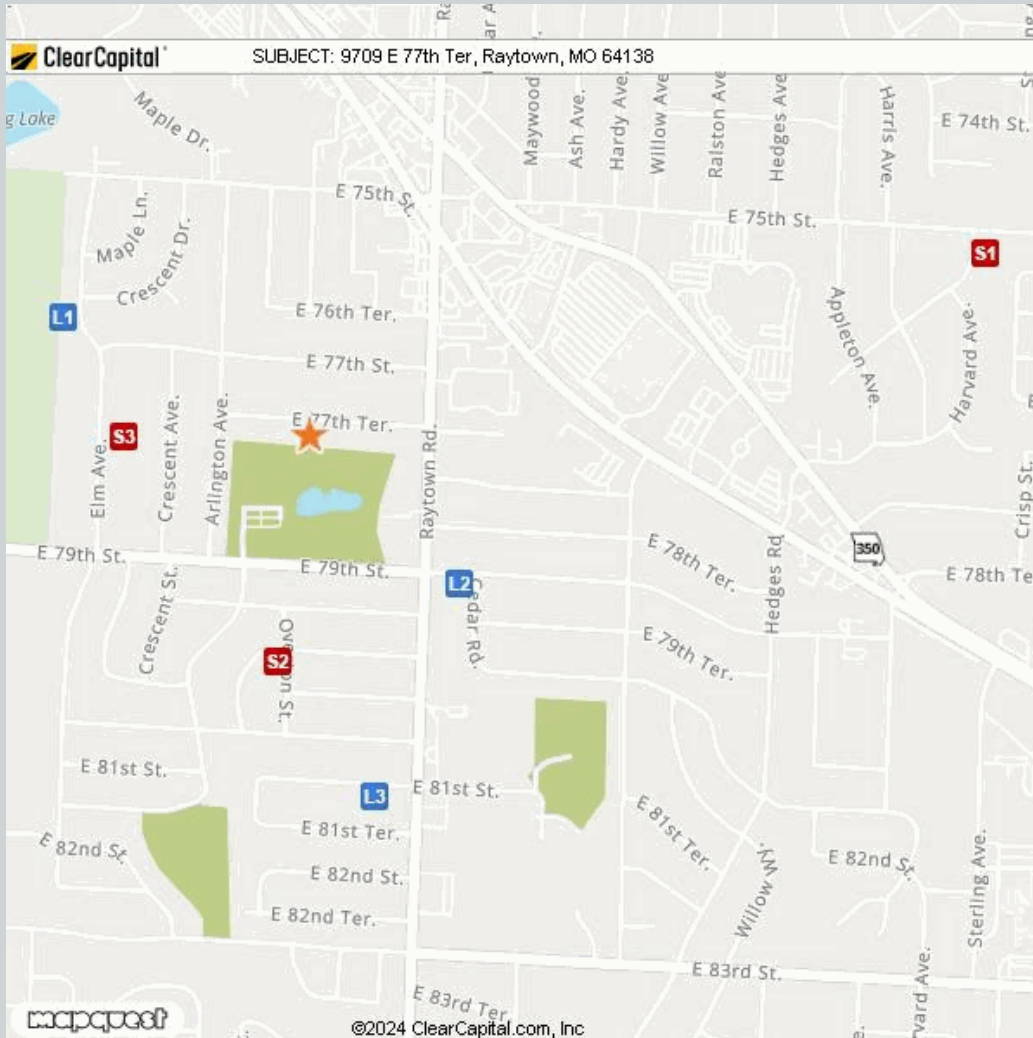 ClearCapital
SUBJECT: 9709 E 77th Ter, Raytown, MO 64138
g Lake
Maple Dr.
Maywood
Ash Ave.
Hardy Ave.
Willow Ave
Ralston Ave
Hedges Ave
Harris Ave.
E 74th St.
E 75th St.
E 75th St.
Maple Ln.
Crescent Dr.
S1
L1
E 76th Ter.
Appleton Ave.
Harvard Ave.
E 77th St.
E 77th Ter.
S3
Elm Ave.
Crescent Ave.
Arlington Ave.
Raytown Rd.
Crisp St.
E 79th St.
E 79th St.
L2
Cedar Rd.
E 78th Ter.
Hedges Rd
350
E 78th Te
Crescent St.
S2
E 79th Ter.
E 81st St.
L3
E 81st St.
E 81st Ter.
E 81st Ter.
E 82nd St.
E 82nd St.
E 82nd St.
E 82nd Ter.
Willow Wy.
Sterling Ave.
E 83rd St.
E 83rd Ter.
vard Ave.
mapquest
©2024 ClearCapital.com, Inc